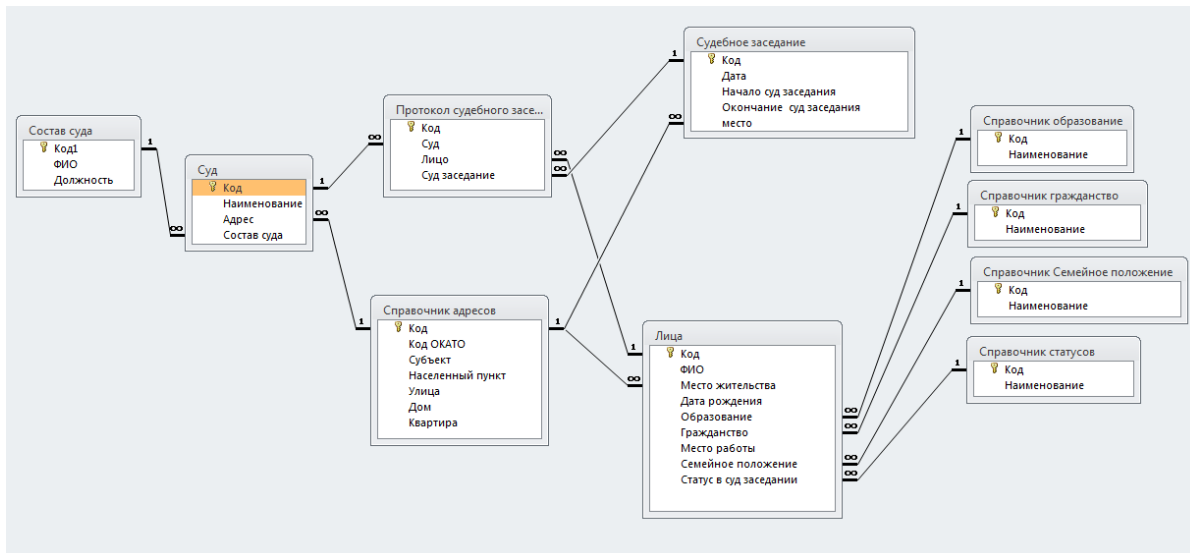 Состав суда
Код1
ФИО
Должность
1
∞
Суд
Код
Наименование
Адрес
Состав суда
1
∞
Протокол судебного засе...
Код
Суд
Лицо
Суд заседание
∞
∞
∞
Судебное заседание
Код
Дата
Начало суд заседания
Окончание суд заседания
место
1
∞
Справочник адресов
Код
Код ОКАТО
Субъект
Населенный пункт
Улица
Дом
Квартира
1
1
Лица
Код
ФИО
Место жительства
Дата рождения
Образование
Гражданство
Место работы
Семейное положение
Статус в суд заседании
1
∞
∞
∞
∞
∞
Справочник образование
Код
Наименование
1
Справочник гражданство
Код
Наименование
1
Справочник Семейное положение
Код
Наименование
1
Справочник статусов
Код
Наименование
1